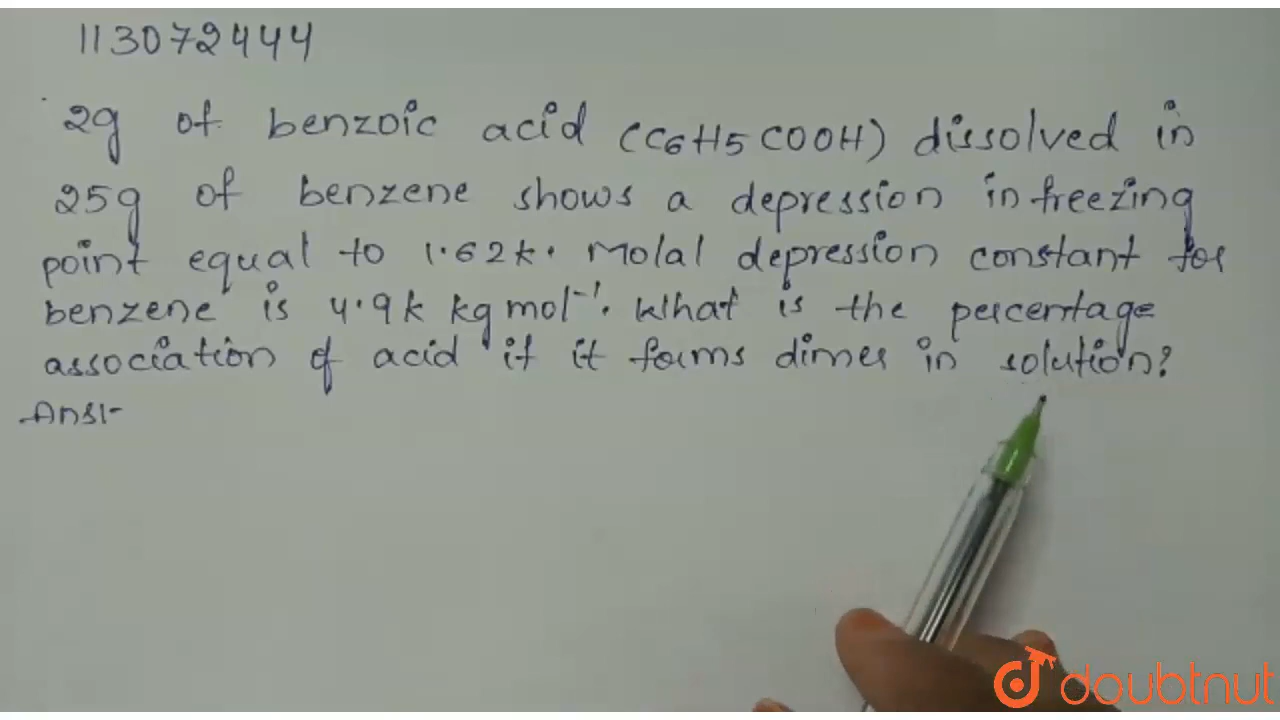 113072444
2g of benzoic acid (C6H5COOH) dissolved in
25g of benzene shows a depression in freezing
point equal to 1.62k. Molal depression constant for
benzene is 4.9k kg mol-1. What is the percentage
association of acid if it forms dimer in solution?
Ans:-
doubtnut